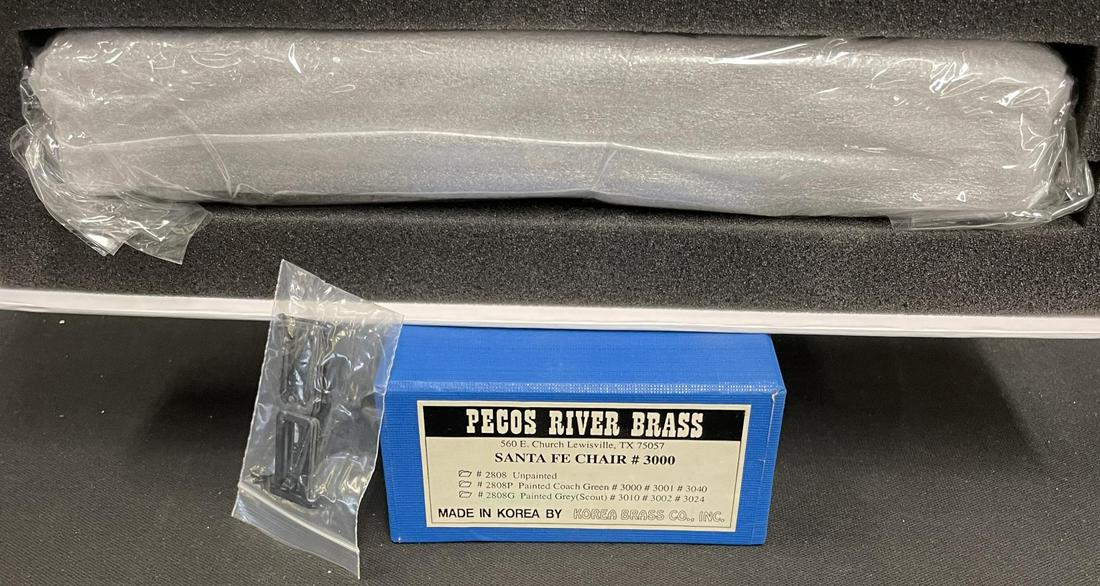 PECOS RIVER BRASS
560 E. Church Lewisville, TX 75057
SANTA FE CHAIR # 3000
# 2808 Unpainted
# 2808P Painted Coach Green # 3000 # 3001 # 3040
# 2808G Painted Grey(Scout) # 3010 # 3002 # 3024
MADE IN KOREA BY KOREA BRASS CO., INC.